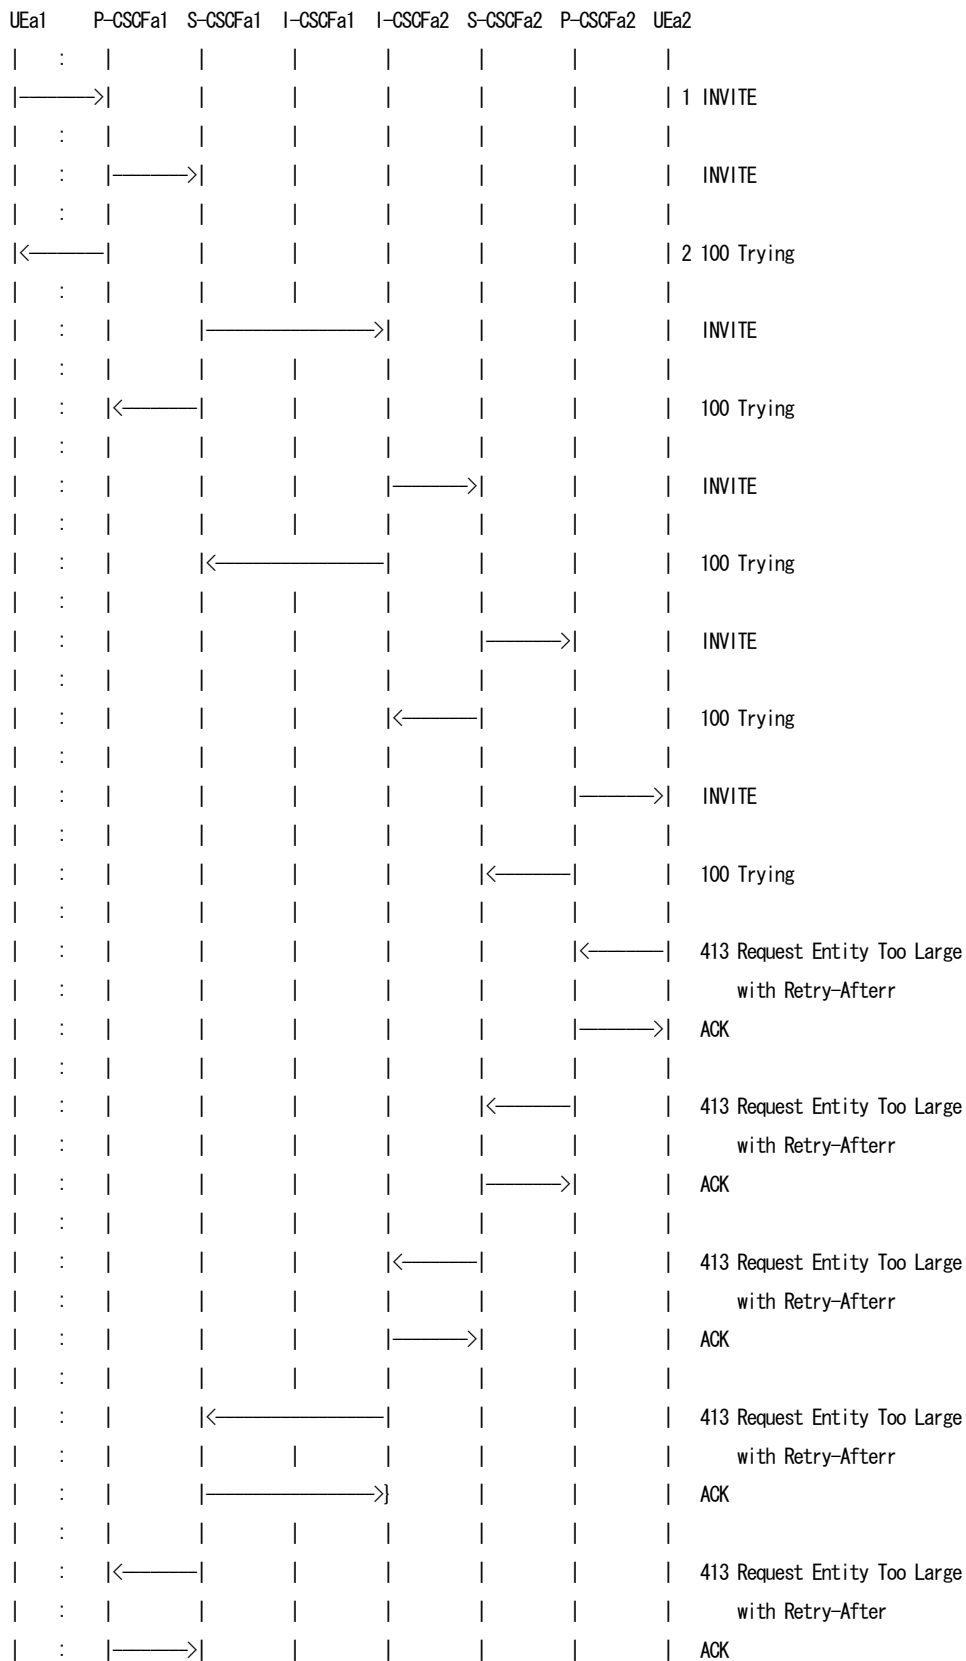 UEa1 P-CSCFa1 S-CSCFa1 I-CSCFa1 I-CSCFa2 S-CSCFa2 P-CSCFa2 UEa2
1 INVITE
INVITE
2 100 Trying
INVITE
100 Trying
INVITE
100 Trying
INVITE
100 Trying
INVITE
100 Trying
413 Request Entity Too Large
with Retry-Afterr
ACK
413 Request Entity Too Large
with Retry-Afterr
ACK
413 Request Entity Too Large
with Retry-Afterr
ACK
413 Request Entity Too Large
with Retry-Afterr
ACK
413 Request Entity Too Large
with Retry-After
ACK